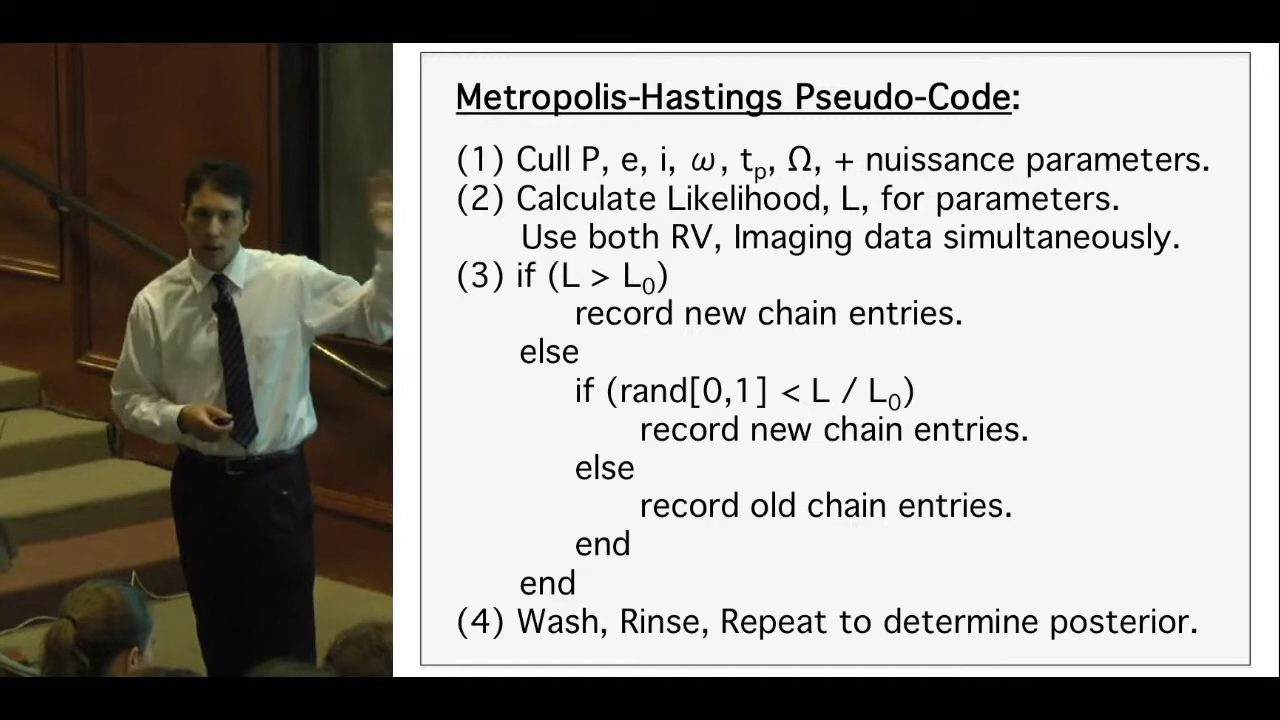 Metropolis-Hastings Pseudo-Code:
(1) Cull P, e, i, ω, tp, Ω, + nuissance parameters.
(2) Calculate Likelihood, L, for parameters.
Use both RV, Imaging data simultaneously.
(3) if (L > L0)
record new chain entries.
else
if (rand[0,1] < L / L0)
record new chain entries.
else
record old chain entries.
end
end
(4) Wash, Rinse, Repeat to determine posterior.